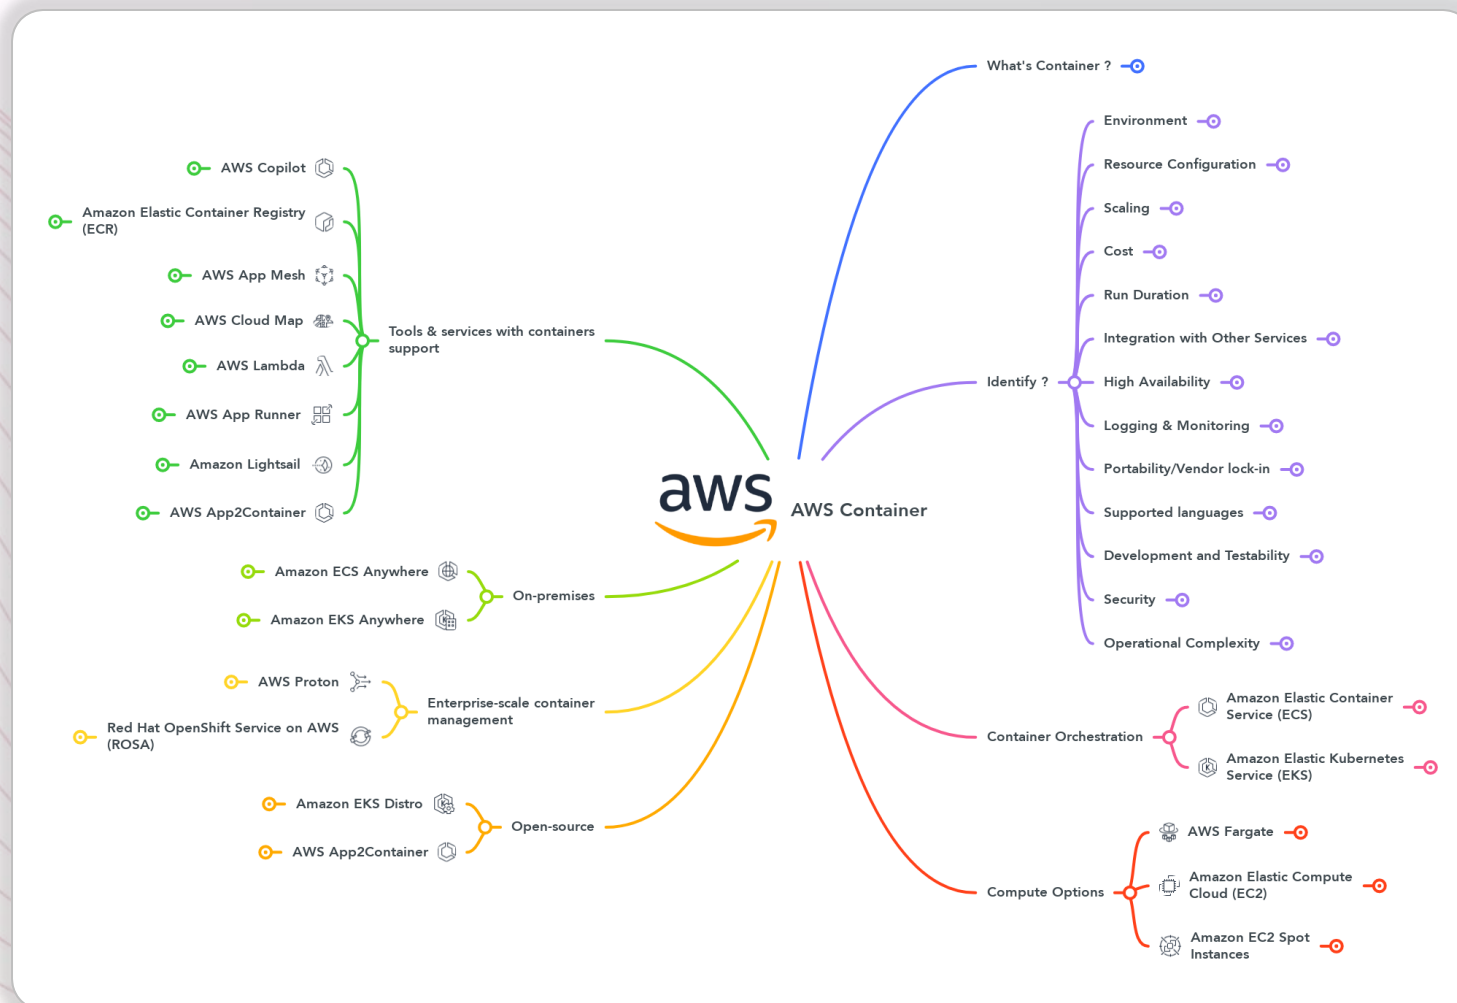 What's Container ?
Environment
Resource Configuration
Scaling
Cost
Run Duration
Integration with Other Services
Identify ?
High Availability
Logging & Monitoring
Portability/Vendor lock-in
Supported languages
Development and Testability
Security
Operational Complexity
Container Orchestration
Amazon Elastic Container
Service (ECS)
Amazon Elastic Kubernetes
Service (EKS)
Compute Options
AWS Fargate
Amazon Elastic Compute
Cloud (EC2)
Amazon EC2 Spot
Instances
aws
AWS Container
Tools & services with containers
support
AWS Copilot
Amazon Elastic Container Registry
(ECR)
AWS App Mesh
AWS Cloud Map
AWS Lambda
AWS App Runner
Amazon Lightsail
AWS App2Container
On-premises
Amazon ECS Anywhere
Amazon EKS Anywhere
Enterprise-scale container
management
AWS Proton
Red Hat OpenShift Service on AWS
(ROSA)
Open-source
Amazon EKS Distro
AWS App2Container